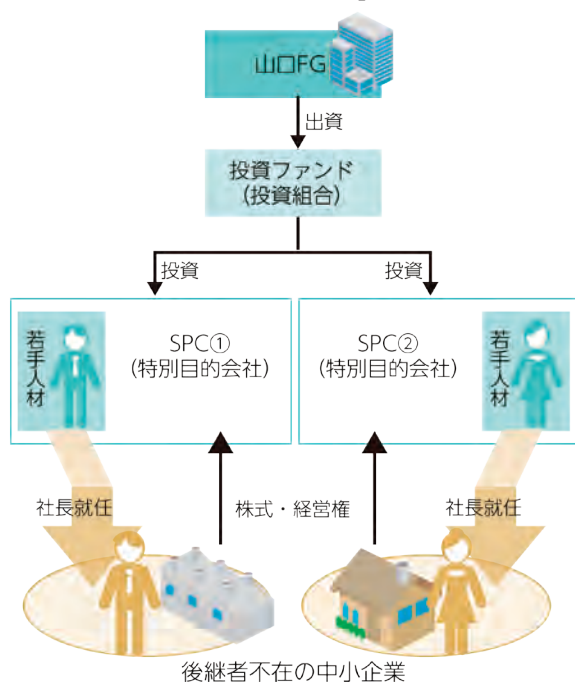 山口FG
出資
投資ファンド
(投資組合)
投資
投資
若手人材
SPC①
(特別目的会社)
SPC②
(特別目的会社)
若手人材
社長就任
株式・経営権
社長就任
後継者不在の中小企業